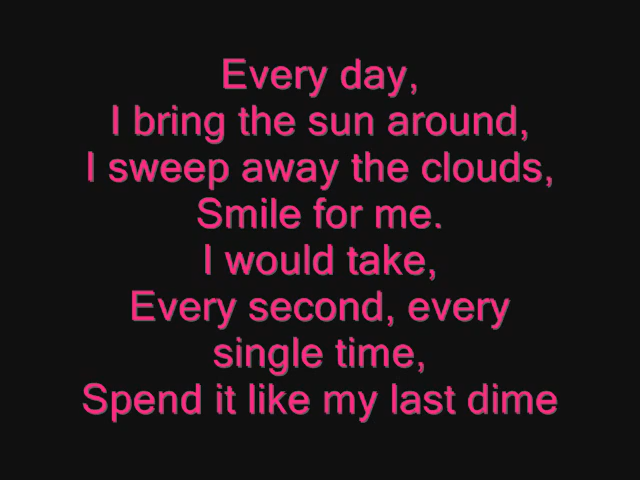 Every day,
I bring the sun around,
I sweep away the clouds,
Smile for me.
I would take,
Every second, every
single time,
Spend it like my last dime